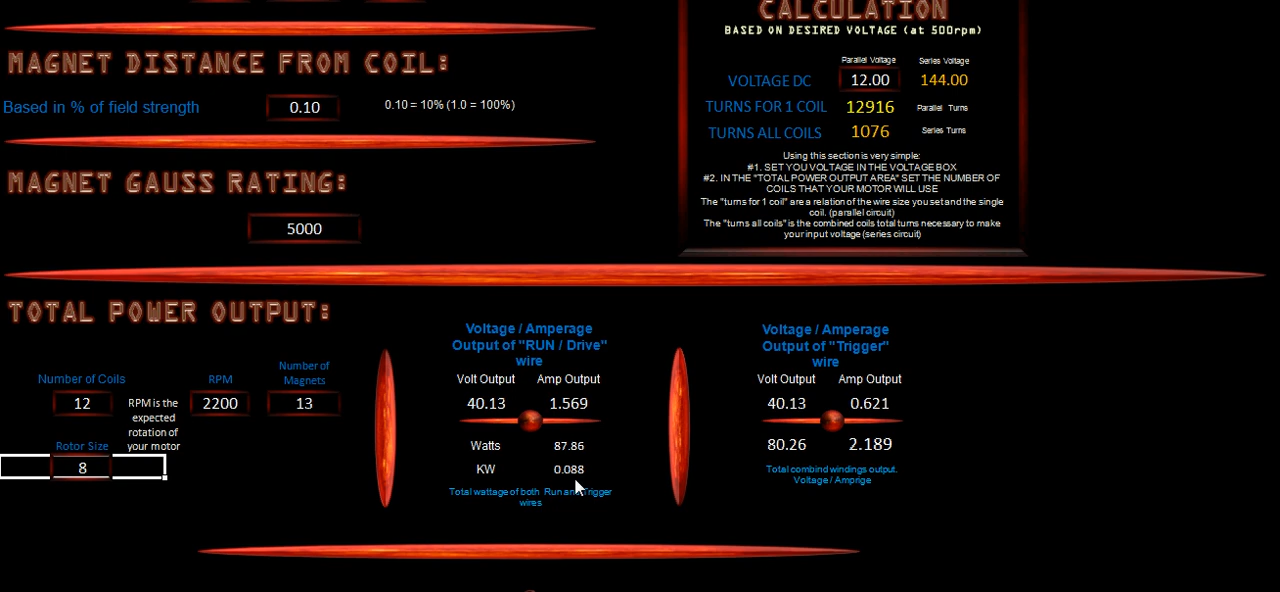 MAGNET DISTANCE FROM COIL:
Based in % of field strength
0.10
0.10 = 10% (1.0 = 100%)
MAGNET GAUSS RATING:
5000
CALCULATION
BASED ON DESIRED VOLTAGE (at 500rpm)
Parallel Voltage
Series Voltage
VOLTAGE DC
12.00
144.00
TURNS FOR 1 COIL
12916
Parallel Turns
TURNS ALL COILS
1076
Series Turns
Using this section is very simple:
#1. SET YOU VOLTAGE IN THE VOLTAGE BOX
#2. IN THE "TOTAL POWER OUTPUT AREA" SET THE NUMBER OF
COILS THAT YOUR MOTOR WILL USE
The "turns for 1 coil" are a relation of the wire size you set and the single
coil. (parallel circuit)
The "turns all coils" is the combined coils total turns necessary to make
your input voltage (series circuit)
TOTAL POWER OUTPUT:
Number of Coils
12
RPM is the
expected
rotation of
your motor
RPM
2200
Number of
Magnets
13
Rotor Size
8
Voltage / Amperage
Output of "RUN / Drive"
wire
Volt Output
Amp Output
40.13
1.569
Watts
87.86
KW
0.088
Total wattage of both Run and Trigger
wires
Voltage / Amperage
Output of "Trigger"
wire
Volt Output
Amp Output
40.13
0.621
80.26
2.189
Total combind windings output.
Voltage / Amprige